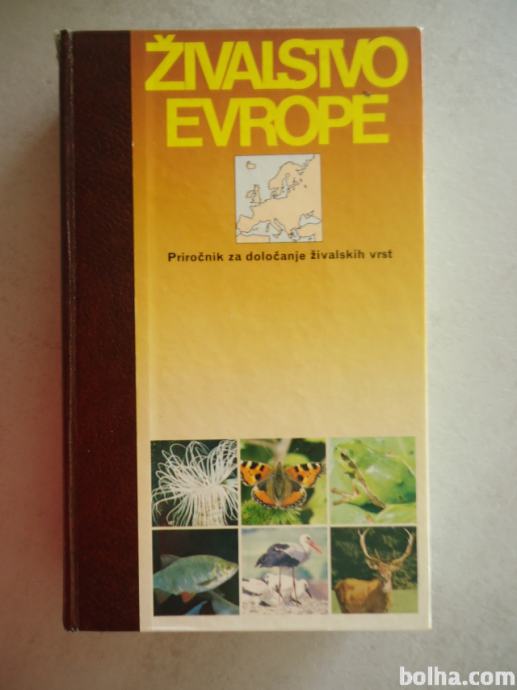 ŽIVALSTVO
EVROPE
Priročnik za določanje živalskih vrst
bolha.com